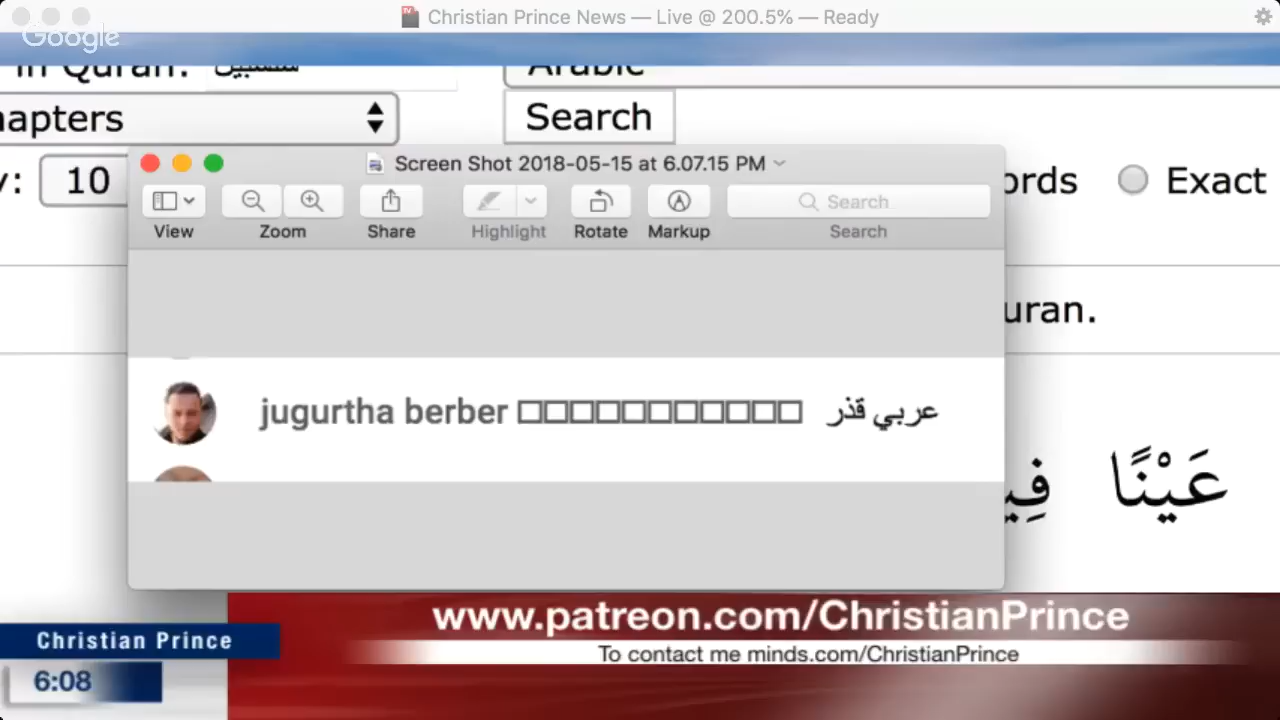 Christian Prince News — Live @ 200.5% — Ready
Google
in Quran: سلسبيل Arabic
hapters Search
y: 10 ords Exact
Screen Shot 2018-05-15 at 6.07.15 PM
Search
View Zoom Share Highlight Rotate Markup Search
uran.
jugurtha berber □□□□□□□□□□□ عربي قذر
عَيْنًا
www.patreon.com/ChristianPrince
Christian Prince
To contact me minds.com/ChristianPrince
6:08